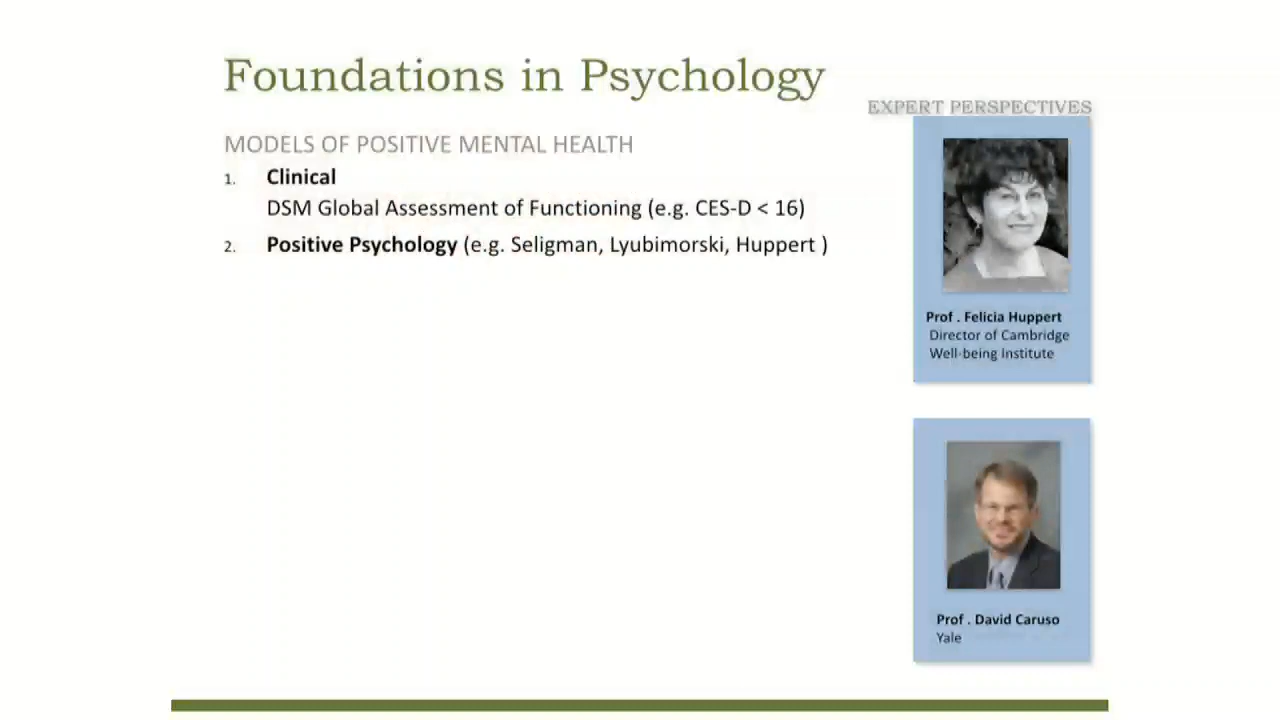 Foundations in Psychology
EXPERT PERSPECTIVES
MODELS OF POSITIVE MENTAL HEALTH
1. Clinical
DSM Global Assessment of Functioning (e.g. CES-D < 16)
2. Positive Psychology (e.g. Seligman, Lyubimorski, Huppert )
Prof . Felicia Huppert
Director of Cambridge
Well-being Institute
Prof . David Caruso
Yale